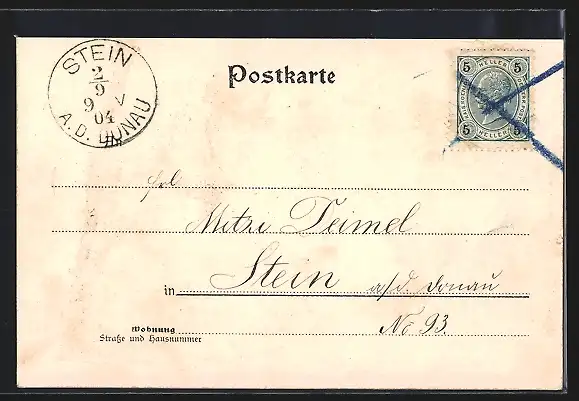 STEIN
2
9
9 V
04
A.D. DONAU
Postkarte
5 HELLER 5
5 HELLER 5
Frl.
Mitzi Teimel
in Stein a/d. Donau
Wohnung
Straße und Hausnummer
No 93.